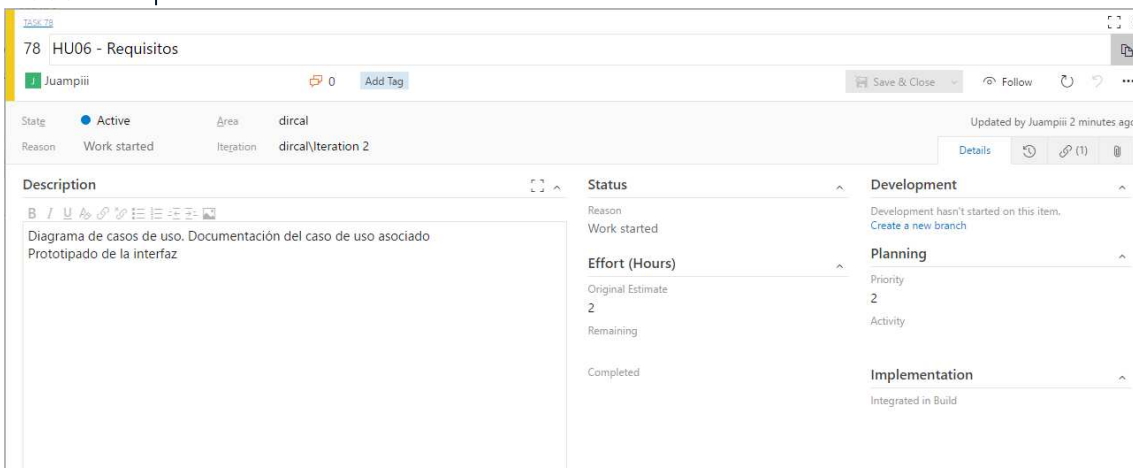 TASK 78
78 HU06 - Requisitos
J Juampiii 0 Add Tag Save & Close Follow
State Active Area dircal Updated by Juampiii 2 minutes ago
Reason Work started Iteration dircal\Iteration 2 Details (1)
Description Status Development
B I U
Diagrama de casos de uso. Documentación del caso de uso asociado
Prototipado de la interfaz
Reason
Work started
Effort (Hours)
Original Estimate
2
Remaining
Completed
Development hasn't started on this item.
Create a new branch
Planning
Priority
2
Activity
Implementation
Integrated in Build